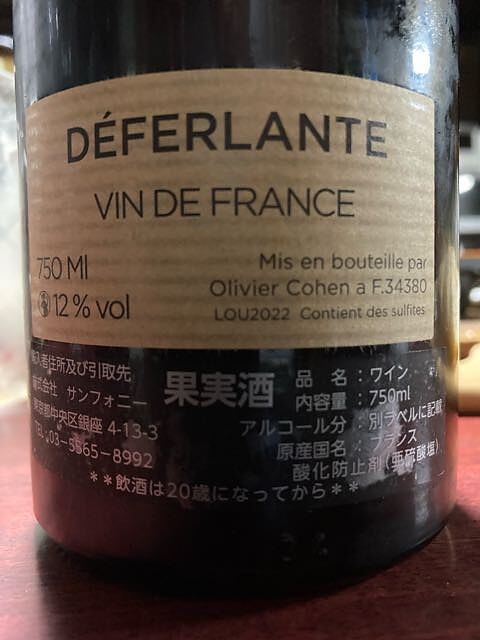 DÉFERLANTE
VIN DE FRANCE
750 Ml
12 % vol
Mis en bouteille par
Olivier Cohen a F.34380
LOU2022 Contient des sulfites
輸入者住所及び引取先
株式会社 サンフォニー
東京都中央区銀座 4-13-3
TEL.03-5565-8992
果実酒
品 名：ワイン
内容量：750ml
アルコール分：別ラベルに記載
原産国名：フランス
酸化防止剤(亜硫酸塩)
＊＊飲酒は20歳になってから＊＊